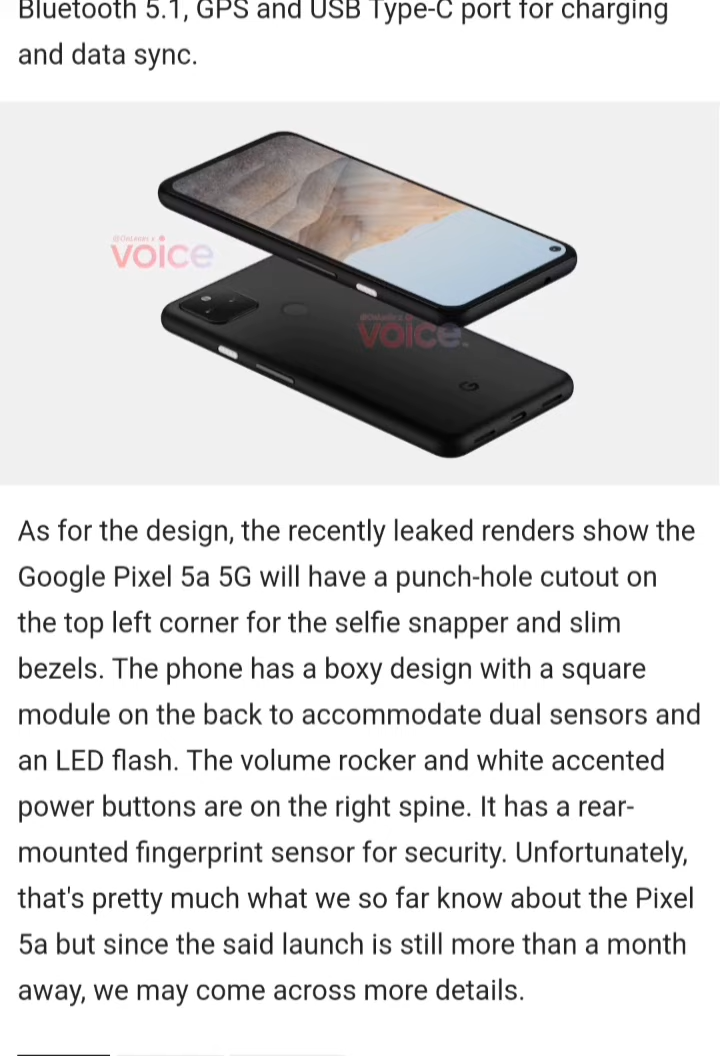 Bluetooth 5.1, GPS and USB Type-C port for charging
and data sync.
voice
voice.
As for the design, the recently leaked renders show the
Google Pixel 5a 5G will have a punch-hole cutout on
the top left corner for the selfie snapper and slim
bezels. The phone has a boxy design with a square
module on the back to accommodate dual sensors and
an LED flash. The volume rocker and white accented
power buttons are on the right spine. It has a rear-
mounted fingerprint sensor for security. Unfortunately,
that's pretty much what we so far know about the Pixel
5a but since the said launch is still more than a month
away, we may come across more details.